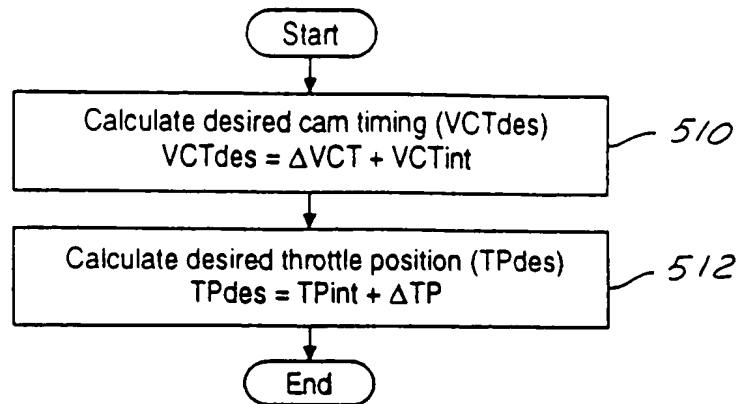 Start
Calculate desired cam timing (VCTdes)
VCTdes = ΔVCT + VCTint
510
Calculate desired throttle position (TPdes)
TPdes = TPint + ΔTP
512
End